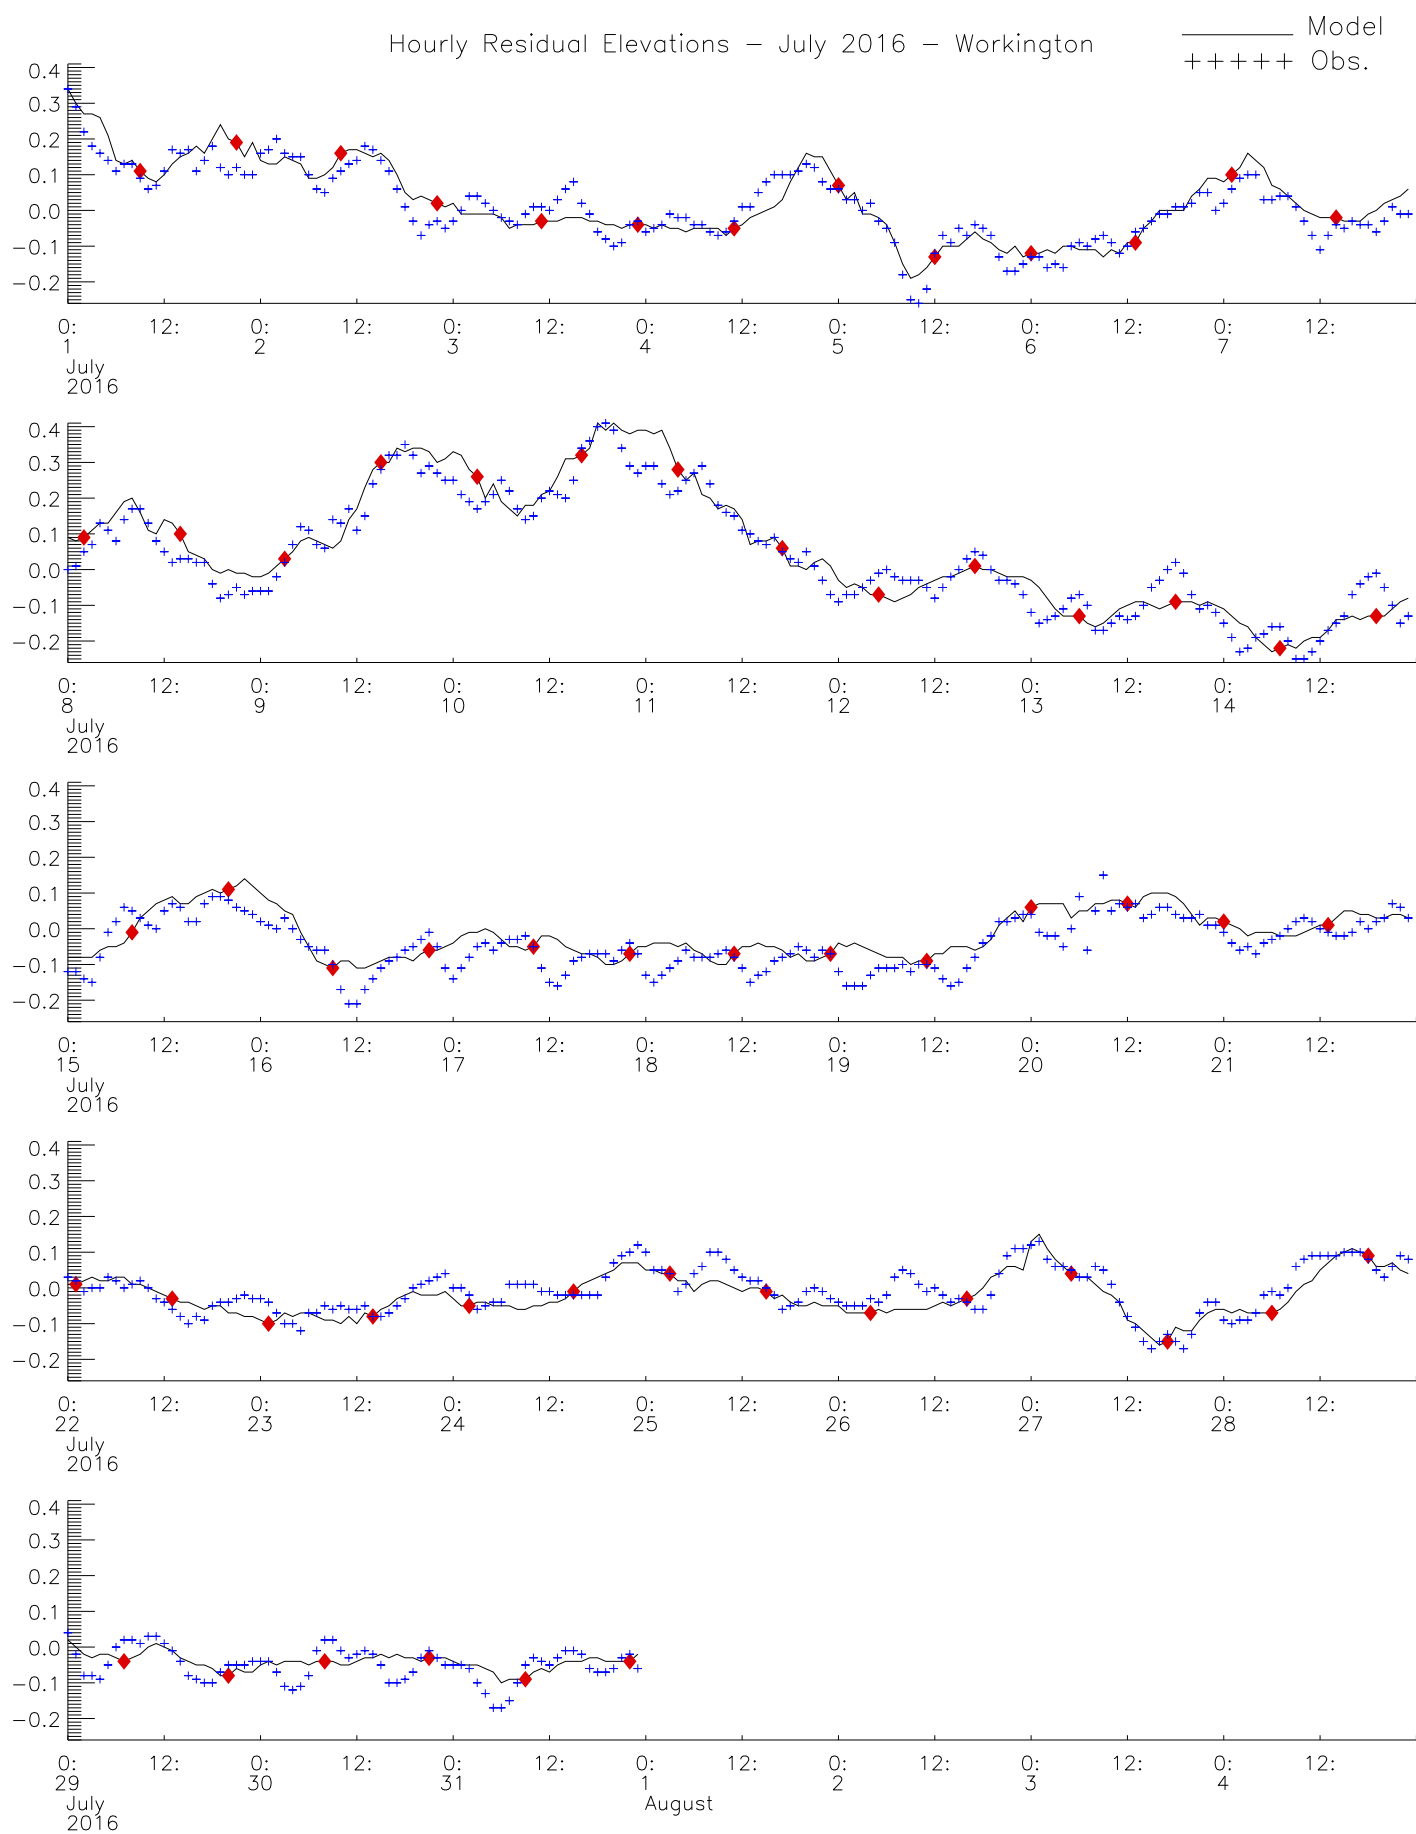 Hourly Residual Elevations − July 2016 − Workington
Model
+++++ Obs.
0.4
0.3
0.2
0.1
0.0
−0.1
−0.2
0: 12: 0: 12: 0: 12: 0: 12: 0: 12: 0: 12: 0: 12:
1 2 3 4 5 6 7
July
2016
0.4
0.3
0.2
0.1
0.0
−0.1
−0.2
0: 12: 0: 12: 0: 12: 0: 12: 0: 12: 0: 12: 0: 12:
8 9 10 11 12 13 14
July
2016
0.4
0.3
0.2
0.1
0.0
−0.1
−0.2
0: 12: 0: 12: 0: 12: 0: 12: 0: 12: 0: 12: 0: 12:
15 16 17 18 19 20 21
July
2016
0.4
0.3
0.2
0.1
0.0
−0.1
−0.2
0: 12: 0: 12: 0: 12: 0: 12: 0: 12: 0: 12: 0: 12:
22 23 24 25 26 27 28
July
2016
0.4
0.3
0.2
0.1
0.0
−0.1
−0.2
0: 12: 0: 12: 0: 12: 0: 12: 0: 12: 0: 12: 0: 12:
29 30 31 1 2 3 4
July August
2016